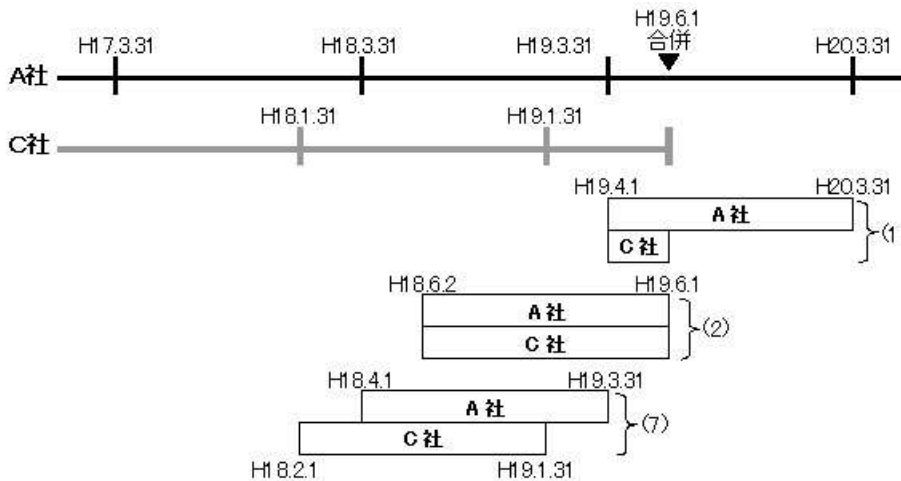 H19.6.1
H17.3.31 H18.3.31 H19.3.31 合併 H20.3.31
▼
A社
H18.1.31 H19.1.31
C社
H19.4.1 H20.3.31
A社
C社
(1
H18.6.2 H19.6.1
A社
C社
(2)
H18.4.1 H19.3.31
A社
C社
(7)
H18.2.1 H19.1.31